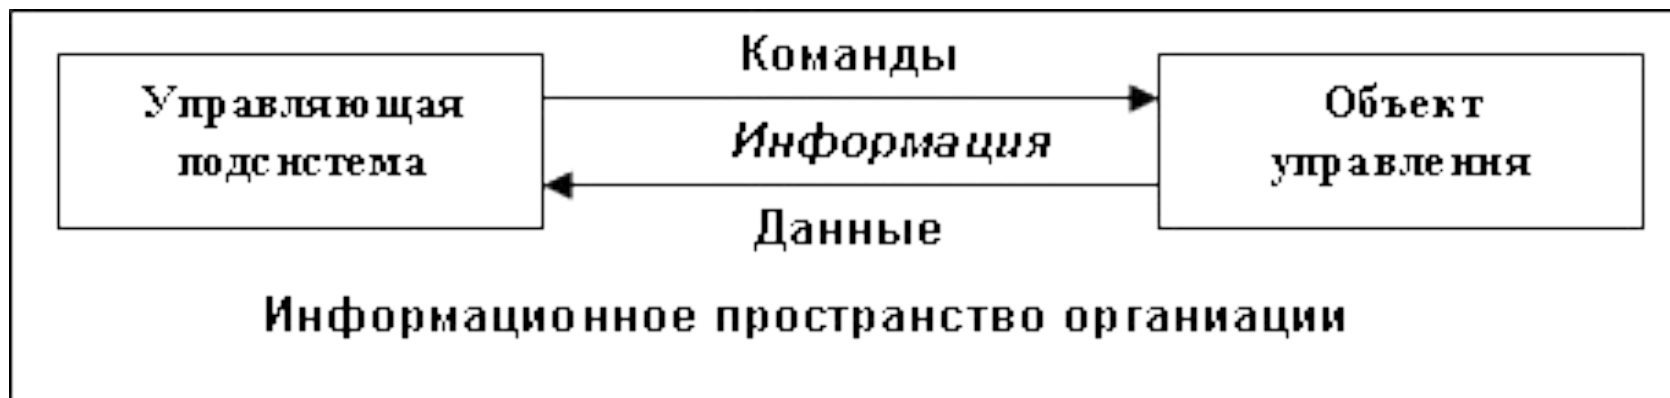 Команды
Управляющая
подсистема
Информация
Объект
управления
Данные
Информационное пространство органиации